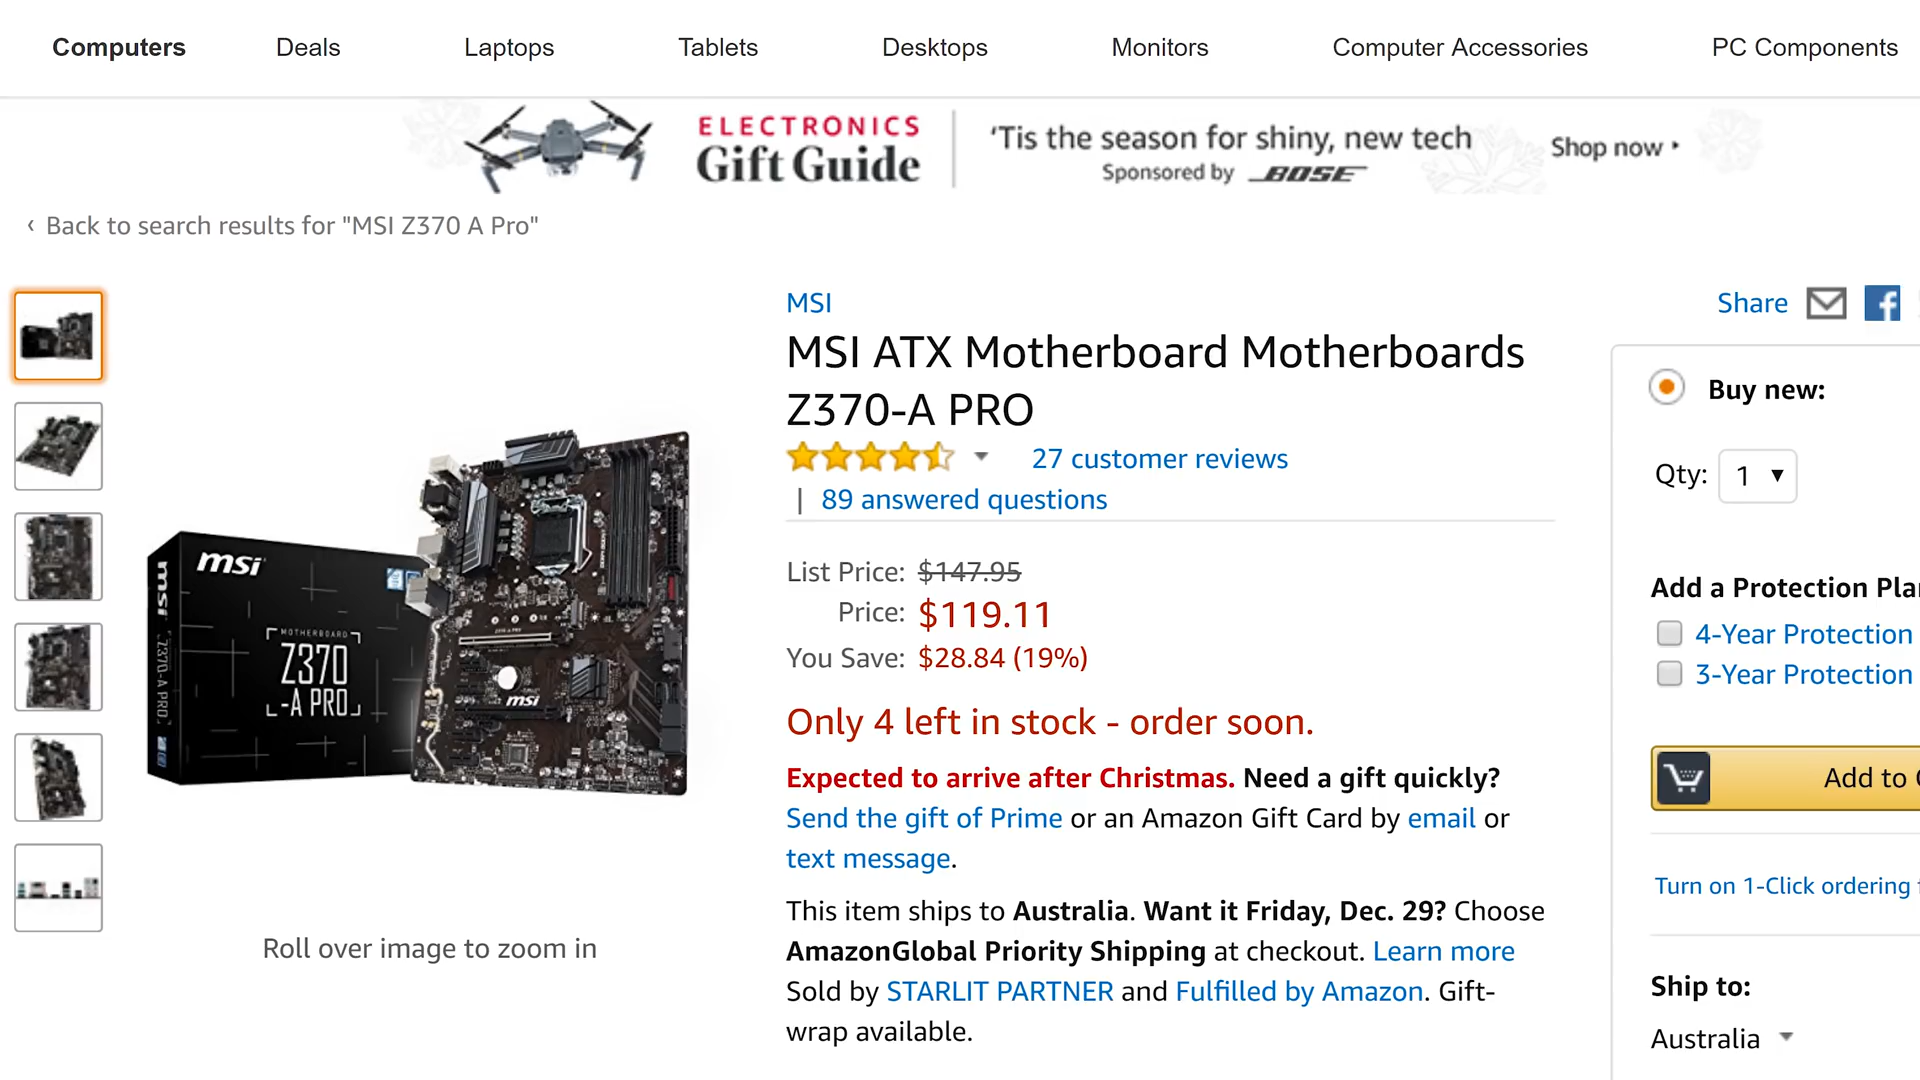 Computers Deals Laptops Tablets Desktops Monitors Computer Accessories PC Components
ELECTRONICS
Gift Guide
'Tis the season for shiny, new tech
Sponsored by BOSE
Shop now
‹ Back to search results for "MSI Z370 A Pro"
MSI
MSI ATX Motherboard Motherboards
Z370-A PRO
27 customer reviews
| 89 answered questions
List Price: $147.95
Price: $119.11
You Save: $28.84 (19%)
Only 4 left in stock - order soon.
Expected to arrive after Christmas. Need a gift quickly?
Send the gift of Prime or an Amazon Gift Card by email or
text message.
This item ships to Australia. Want it Friday, Dec. 29? Choose
AmazonGlobal Priority Shipping at checkout. Learn more
Sold by STARLIT PARTNER and Fulfilled by Amazon. Gift-
wrap available.
msi
msi
MOTHERBOARD
Z370
-A PRO
Z370-A PRO
msi
Roll over image to zoom in
Share
Buy new:
Qty: 1
Add a Protection Pla
4-Year Protection
3-Year Protection
Add to
Turn on 1-Click ordering
Ship to:
Australia